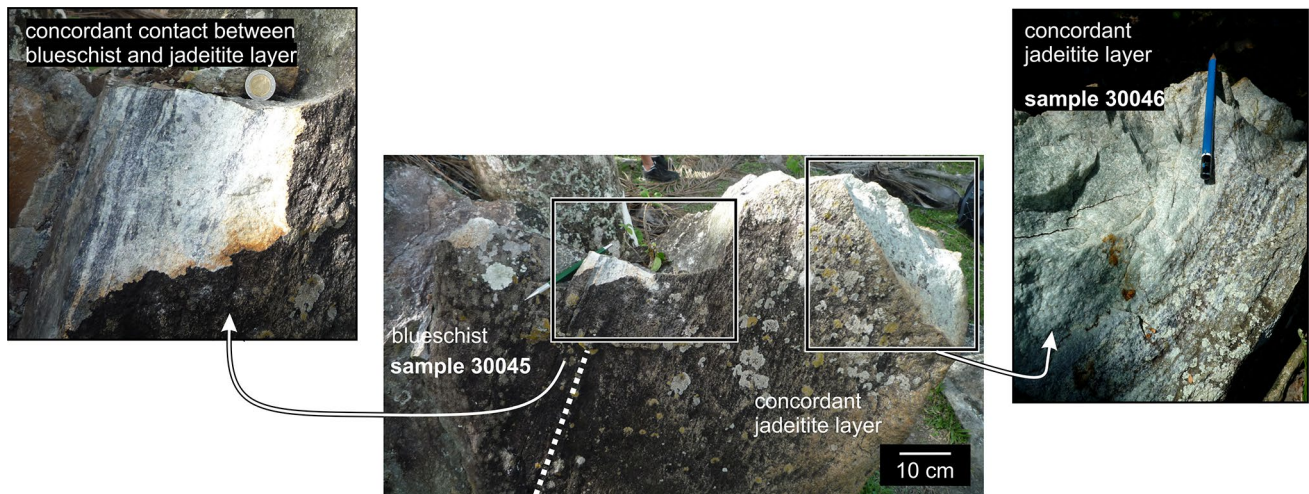 concordant contact between
blueschist and jadeitite layer
blueschist
sample 30045
concordant
jadeitite layer
10 cm
concordant
jadeitite layer
sample 30046